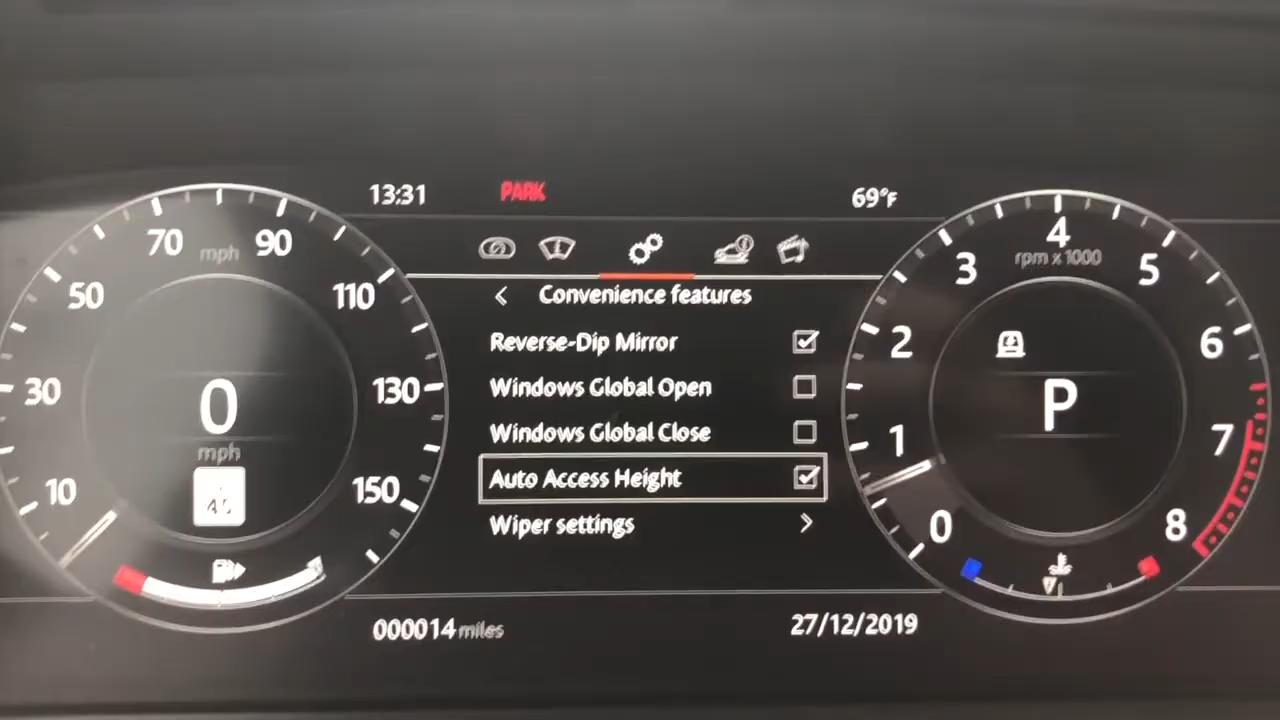 13:31 PARK 69°F
70 mph 90
50 110
30 130
10 150
0
mph
Convenience features
Reverse-Dip Mirror
Windows Global Open
Windows Global Close
Auto Access Height
Wiper settings
4
rpm x 1000
3 5
2 6
1 7
0 8
P
000014 miles
27/12/2019